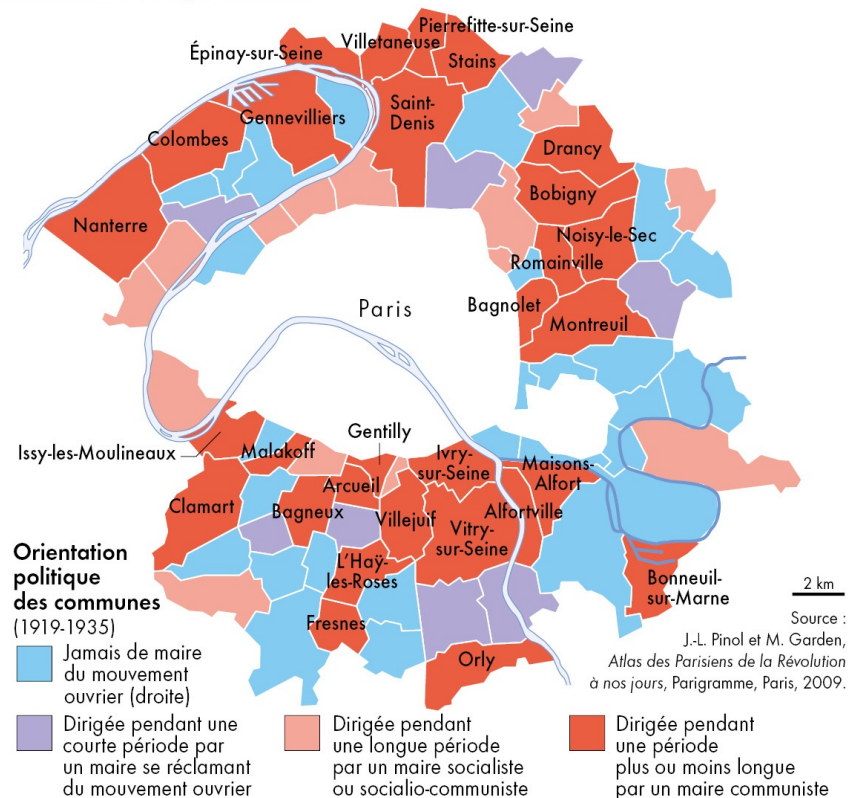 Pierrefitte-sur-Seine
Villetaneuse
Épinay-sur-Seine
Stains
Saint-
Denis
Gennevilliers
Colombes
Drancy
Bobigny
Nanterre
Noisy-le-Sec
Romainville
Bagnolet
Paris
Montreuil
Gentilly
Issy-les-Moulineaux
Malakoff
Ivry-
sur-Seine
Maisons-
Alfort
Arcueil
Clamart
Bagneux
Villejuif
Alfortville
Vitry-
sur-Seine
L'Haÿ-
les-Roses
Bonneuil-
sur-Marne
Fresnes
Orly
2 km
Source :
J.-L. Pinol et M. Garden,
Atlas des Parisiens de la Révolution
à nos jours, Parigramme, Paris, 2009.
Orientation
politique
des communes
(1919-1935)
Jamais de maire
du mouvement
ouvrier (droite)
Dirigée pendant une
courte période par
un maire se réclamant
du mouvement ouvrier
Dirigée pendant
une longue période
par un maire socialiste
ou socialio-communiste
Dirigée pendant
une période
plus ou moins longue
par un maire communiste